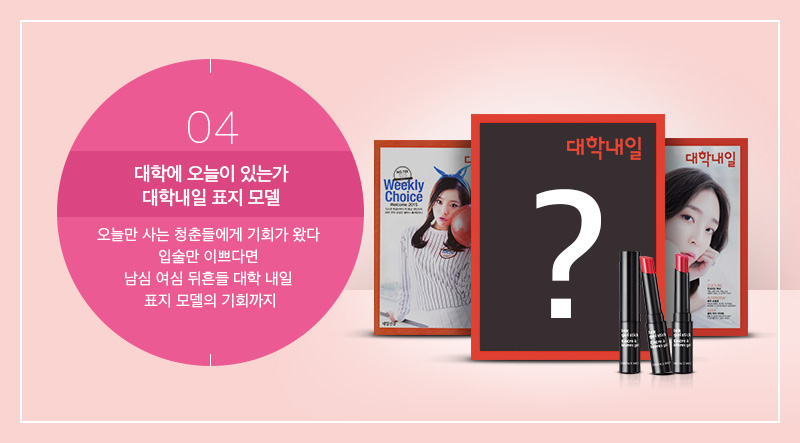 04
대학에 오늘이 있는가
대학내일 표지 모델
오늘만 사는 청춘들에게 기회가 왔다
입술만 이쁘다면
남심 여심 뒤흔들 대학 내일
표지 모델의 기회까지
Weekly
Choice
Welcome 2015
대학내일
?
대학내일